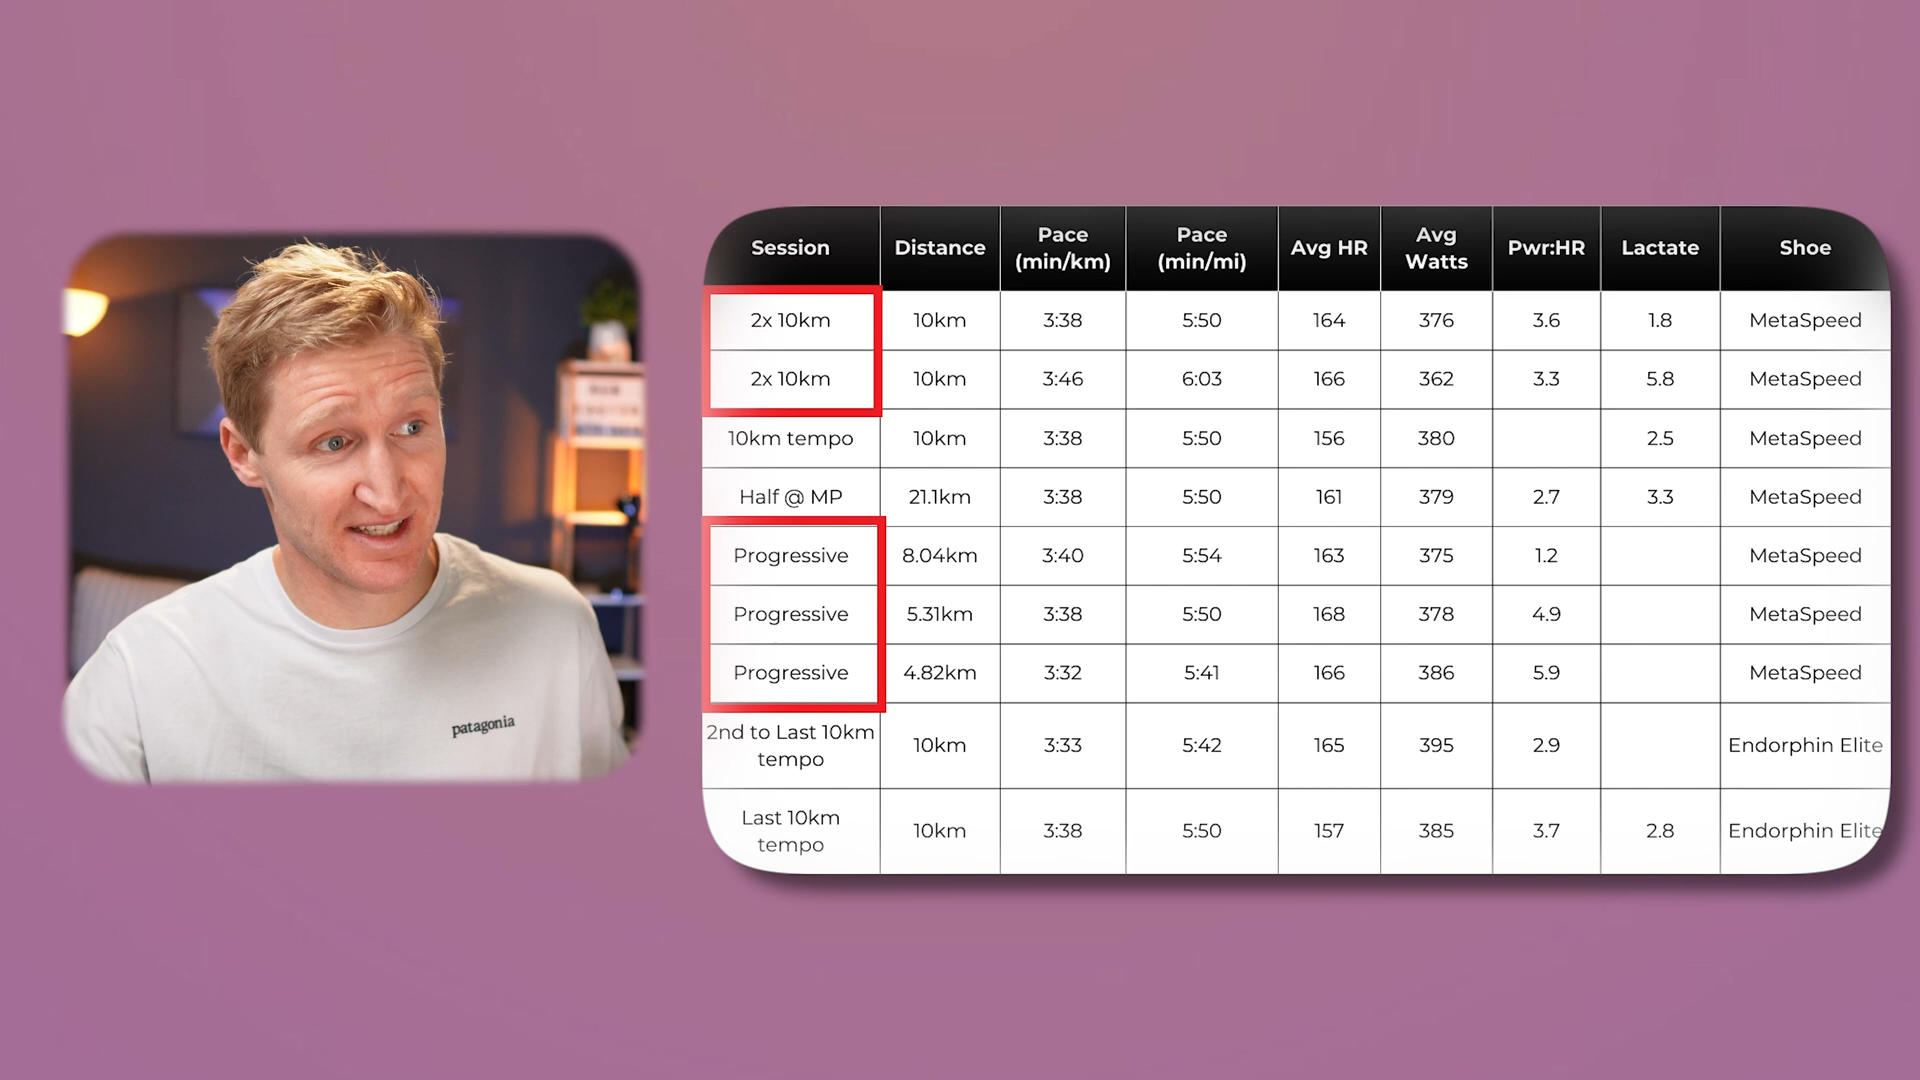 patagonia
Session Distance Pace (min/km) Pace (min/mi) Avg HR Avg Watts Pwr:HR Lactate Shoe
2x 10km 10km 3:38 5:50 164 376 3.6 1.8 MetaSpeed
2x 10km 10km 3:46 6:03 166 362 3.3 5.8 MetaSpeed
10km tempo 10km 3:38 5:50 156 380 2.5 MetaSpeed
Half @ MP 21.1km 3:38 5:50 161 379 2.7 3.3 MetaSpeed
Progressive 8.04km 3:40 5:54 163 375 1.2 MetaSpeed
Progressive 5.31km 3:38 5:50 168 378 4.9 MetaSpeed
Progressive 4.82km 3:32 5:41 166 386 5.9 MetaSpeed
2nd to Last 10km tempo 10km 3:33 5:42 165 395 2.9 Endorphin Elite
Last 10km tempo 10km 3:38 5:50 157 385 3.7 2.8 Endorphin Elite